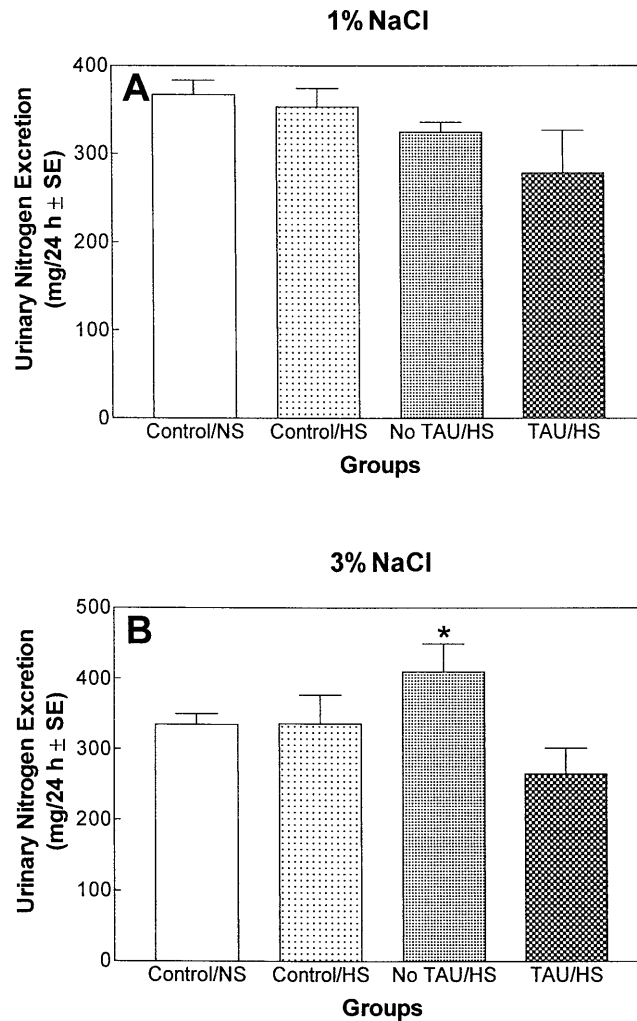 1% NaCl
A
Urinary Nitrogen Excretion
(mg/24 h ± SE)
400
300
200
100
0
Control/NS Control/HS No TAU/HS TAU/HS
Groups
3% NaCl
B
*
Urinary Nitrogen Excretion
(mg/24 h ± SE)
500
400
300
200
100
0
Control/NS Control/HS No TAU/HS TAU/HS
Groups